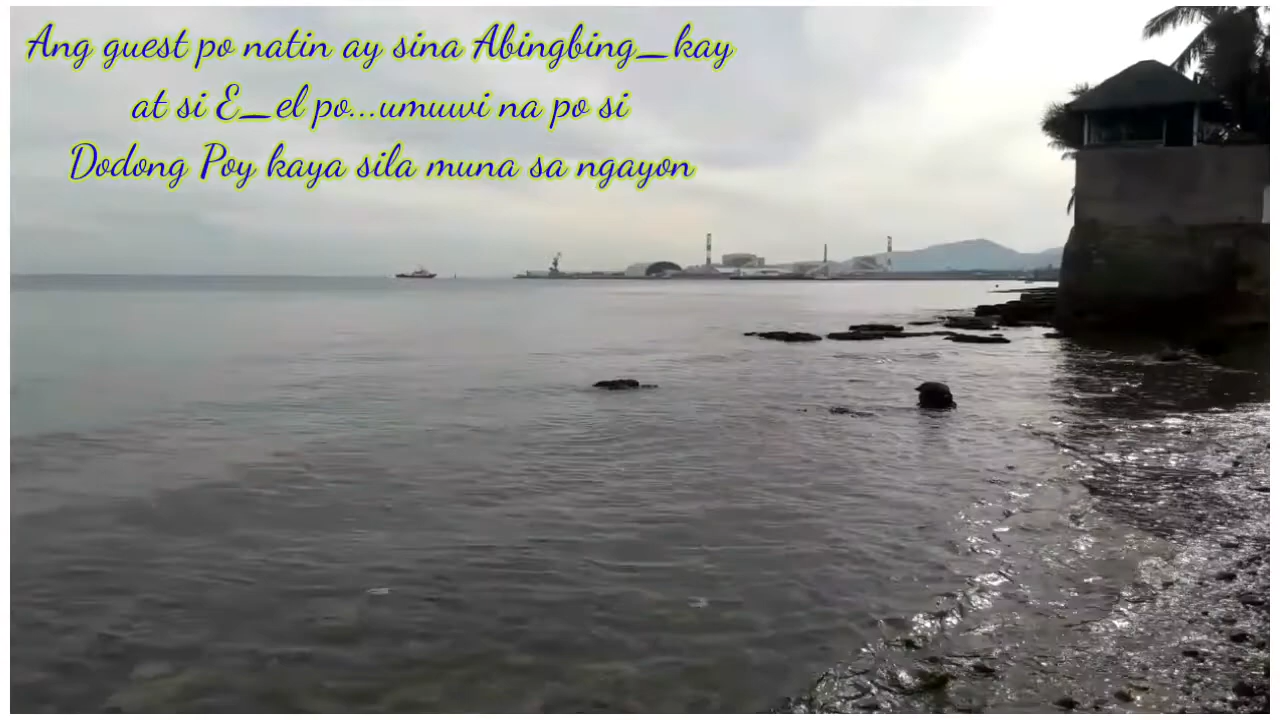 Ang guest po natin ay sina Abingbing_kay
at si E_el po...umuwi na po si
Dodong Poy kaya sila muna sa ngayon